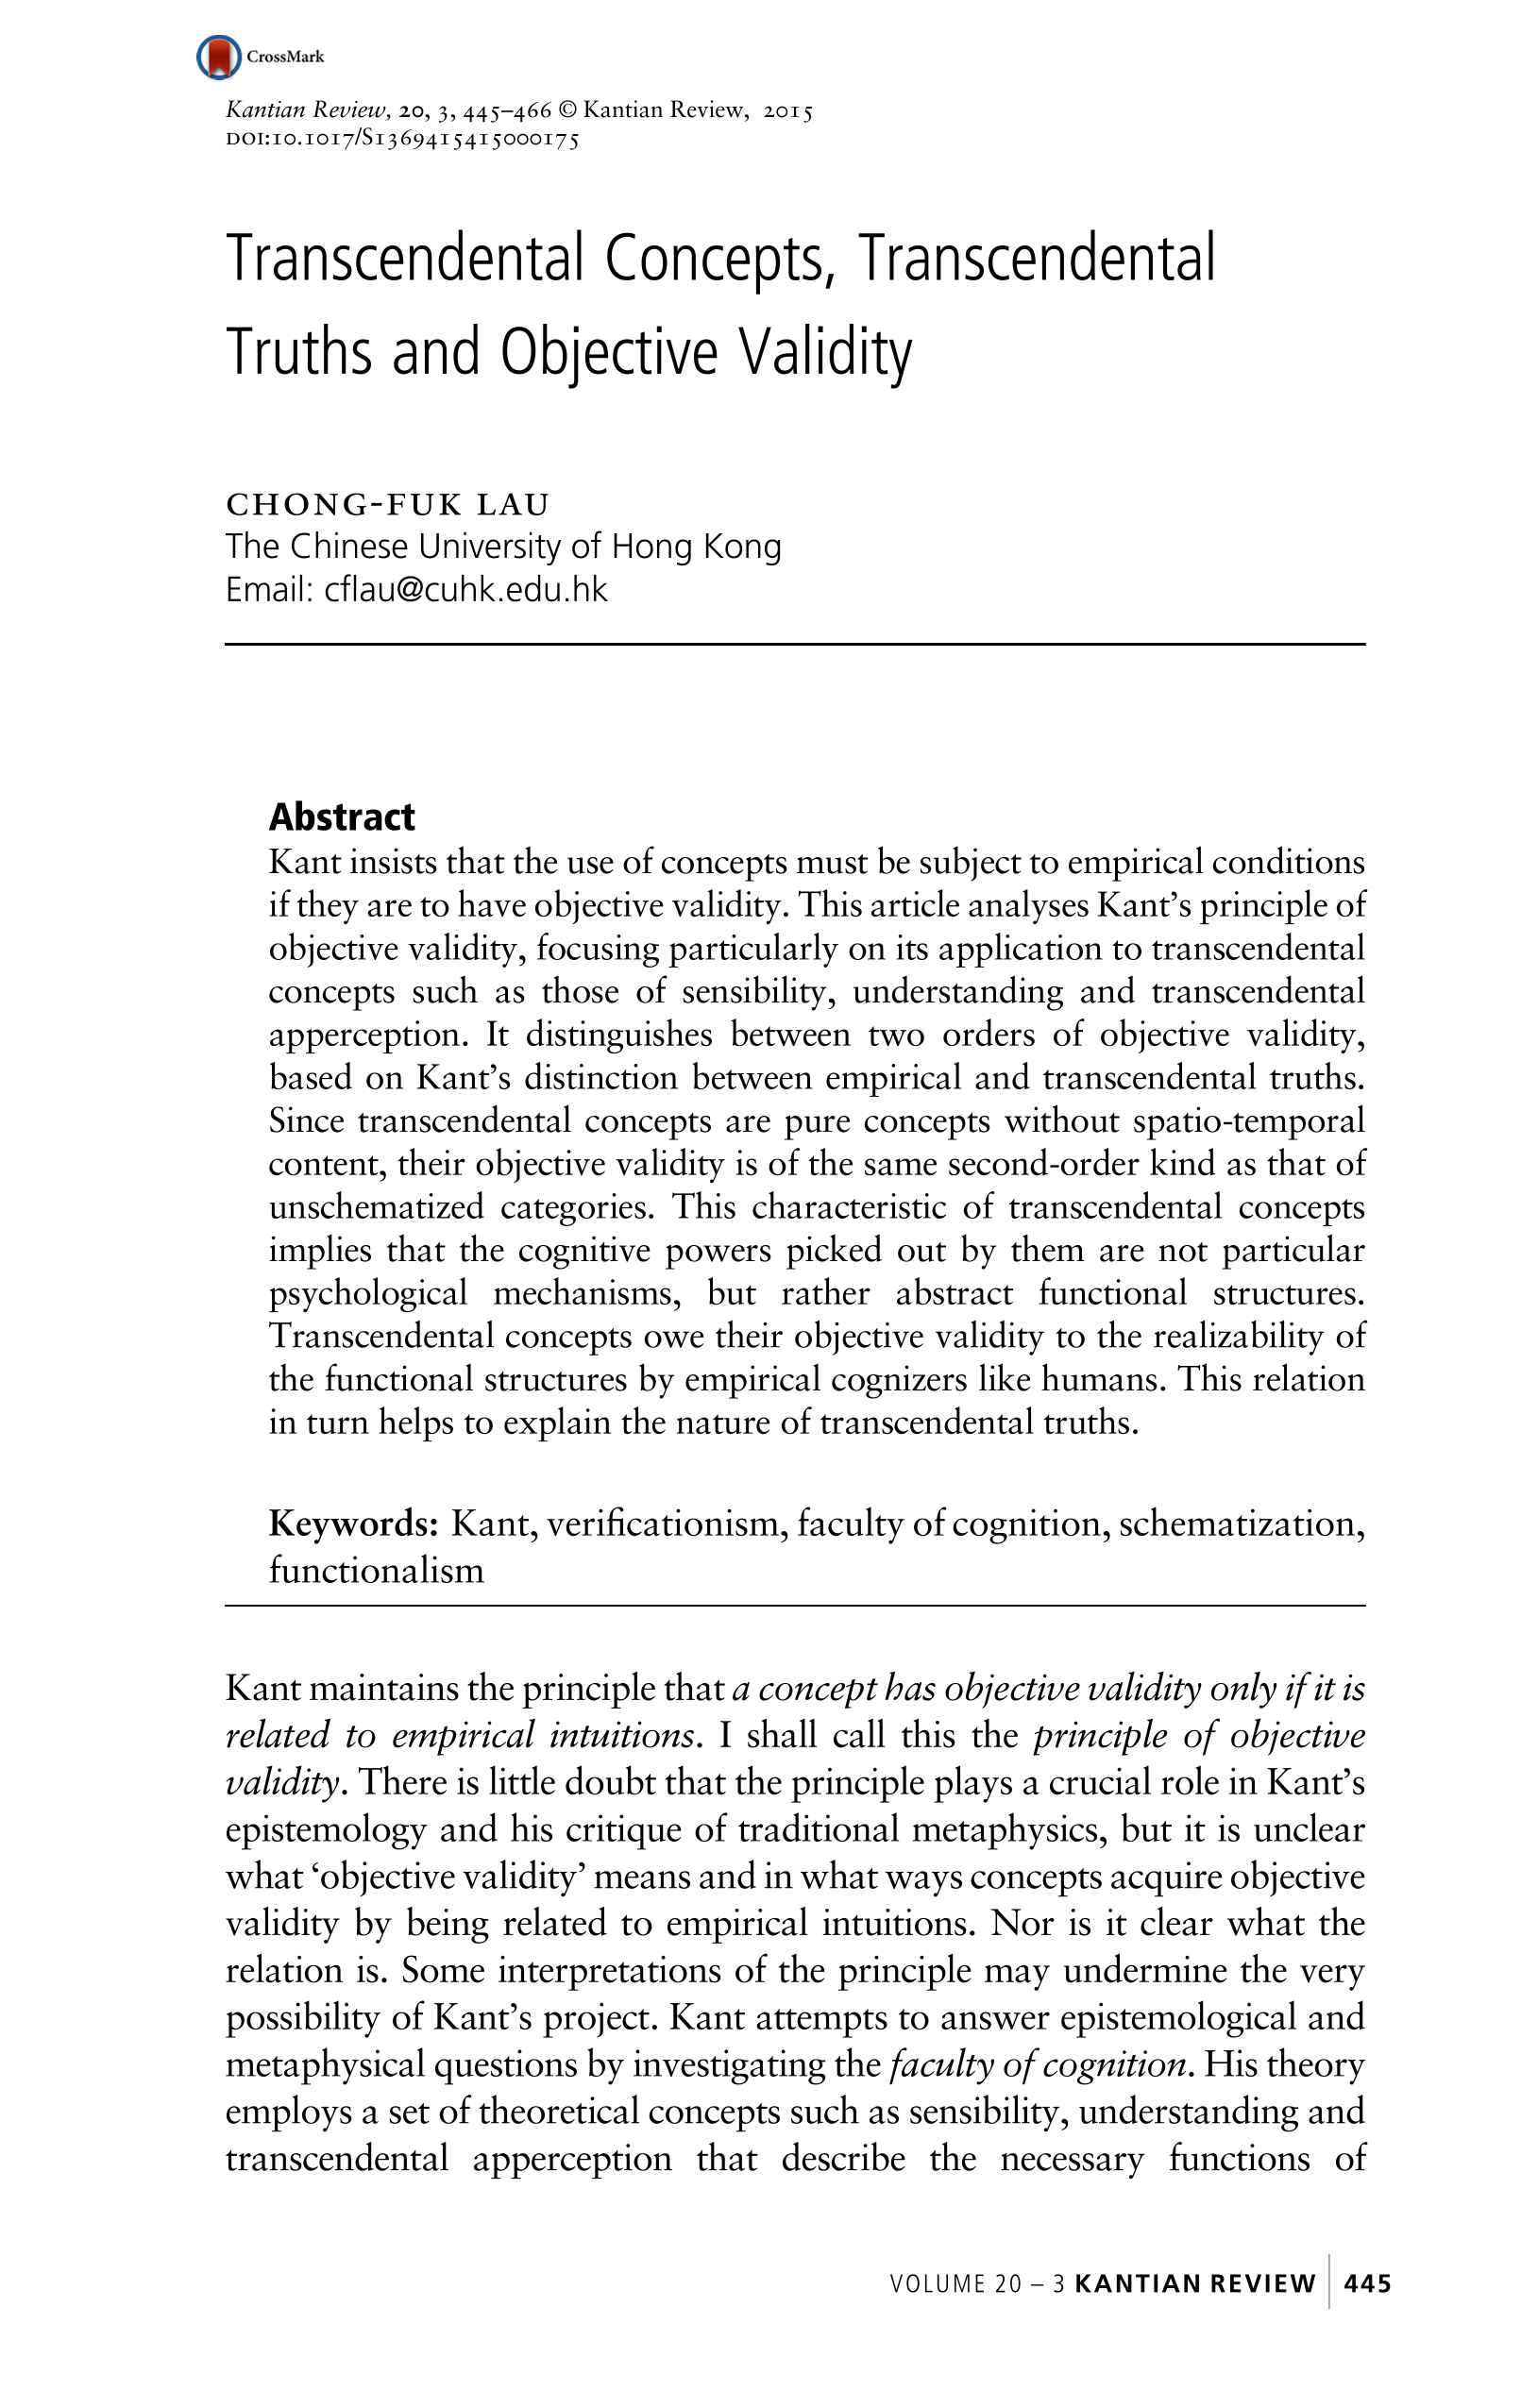 CrossMark
Kantian Review, 20, 3, 445–466 © Kantian Review, 2015
DOI:10.1017/S1369415415000175
Transcendental Concepts, Transcendental
Truths and Objective Validity
CHONG-FUK LAU
The Chinese University of Hong Kong
Email: cflau@cuhk.edu.hk
Abstract
Kant insists that the use of concepts must be subject to empirical conditions
if they are to have objective validity. This article analyses Kant’s principle of
objective validity, focusing particularly on its application to transcendental
concepts such as those of sensibility, understanding and transcendental
apperception. It distinguishes between two orders of objective validity,
based on Kant’s distinction between empirical and transcendental truths.
Since transcendental concepts are pure concepts without spatio-temporal
content, their objective validity is of the same second-order kind as that of
unschematized categories. This characteristic of transcendental concepts
implies that the cognitive powers picked out by them are not particular
psychological mechanisms, but rather abstract functional structures.
Transcendental concepts owe their objective validity to the realizability of
the functional structures by empirical cognizers like humans. This relation
in turn helps to explain the nature of transcendental truths.
Keywords: Kant, verificationism, faculty of cognition, schematization,
functionalism
Kant maintains the principle that a concept has objective validity only if it is
related to empirical intuitions. I shall call this the principle of objective
validity. There is little doubt that the principle plays a crucial role in Kant’s
epistemology and his critique of traditional metaphysics, but it is unclear
what ‘objective validity’ means and in what ways concepts acquire objective
validity by being related to empirical intuitions. Nor is it clear what the
relation is. Some interpretations of the principle may undermine the very
possibility of Kant’s project. Kant attempts to answer epistemological and
metaphysical questions by investigating the faculty of cognition. His theory
employs a set of theoretical concepts such as sensibility, understanding and
transcendental apperception that describe the necessary functions of
VOLUME 20 – 3 KANTIAN REVIEW 445